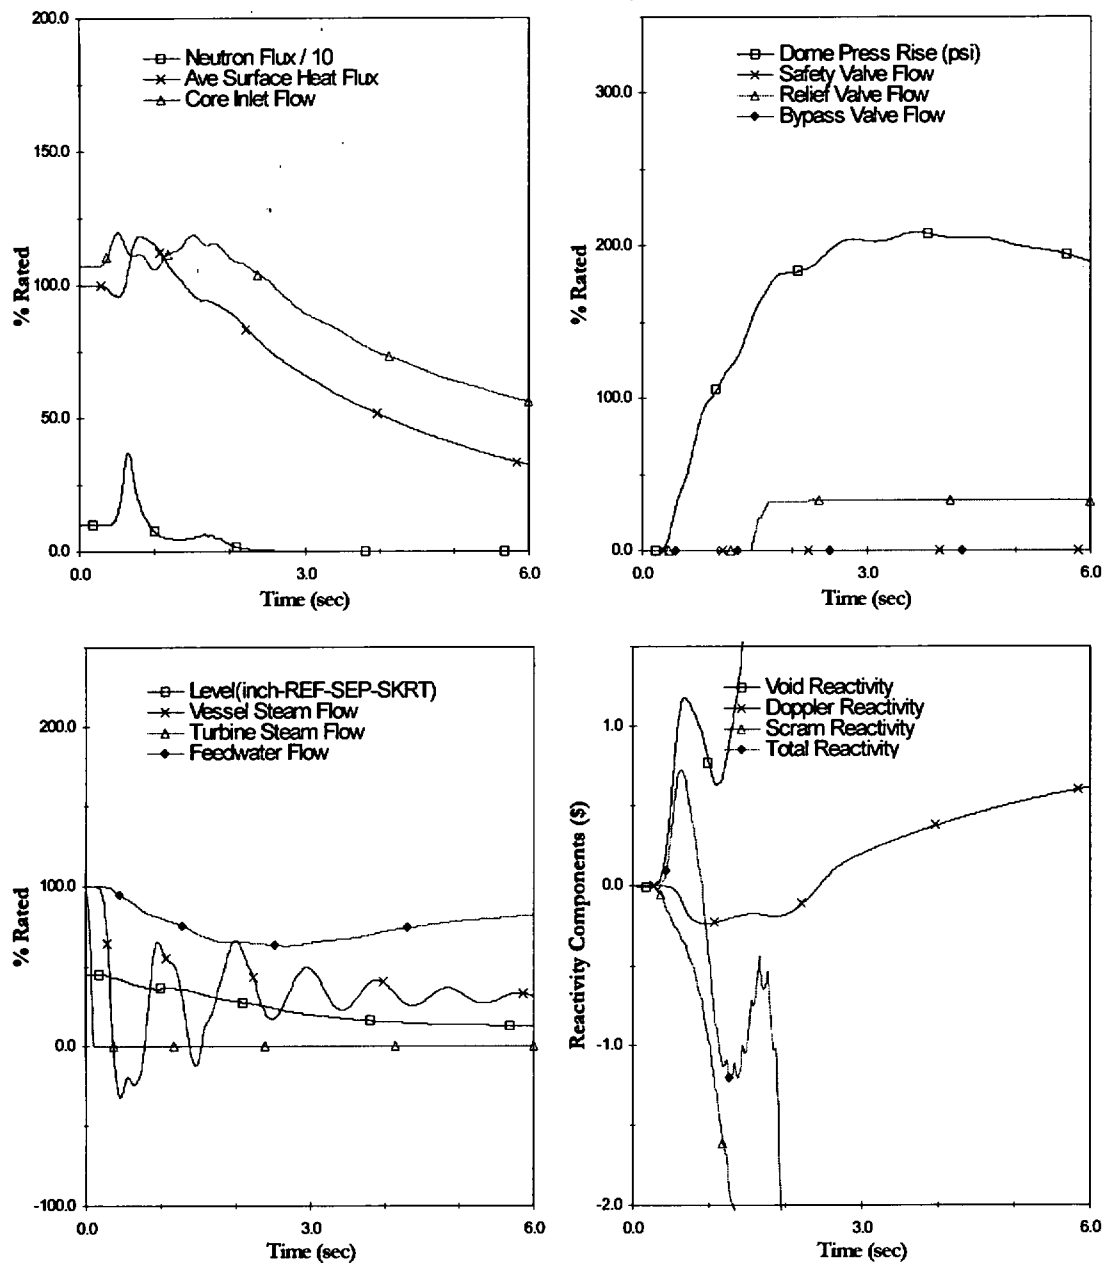 200.0
Neutron Flux / 10
Ave Surface Heat Flux
Core Inlet Flow
150.0
% Rated
100.0
50.0
0.0
0.0
3.0
6.0
Time (sec)
Dome Press Rise (psi)
Safety Valve Flow
Relief Valve Flow
Bypass Valve Flow
300.0
200.0
% Rated
100.0
0.0
0.0
3.0
6.0
Time (sec)
Level(inch-REF-SEP-SKRT)
Vessel Steam Flow
Turbine Steam Flow
Feedwater Flow
200.0
100.0
% Rated
0.0
-100.0
0.0
3.0
6.0
Time (sec)
Void Reactivity
Doppler Reactivity
Scram Reactivity
Total Reactivity
1.0
Reactivity Components ($)
0.0
-1.0
-2.0
0.0
3.0
6.0
Time (sec)